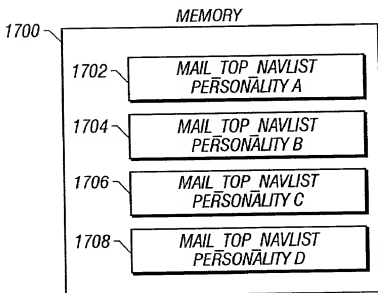 MEMORY
1700
1702
MAIL_TOP_NAVLIST
PERSONALITY A
1704
MAIL_TOP_NAVLIST
PERSONALITY B
1706
MAIL_TOP_NAVLIST
PERSONALITY C
1708
MAIL_TOP_NAVLIST
PERSONALITY D